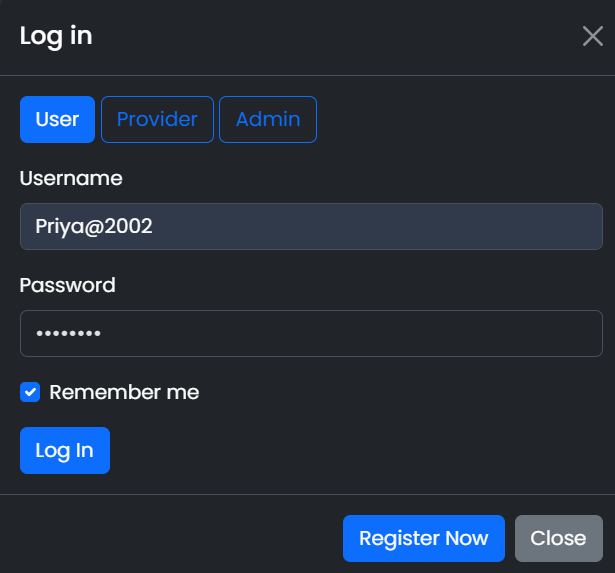 Log in
User Provider Admin
Username
Priya@2002
Password
••••••••
Remember me
Log In
Register Now Close